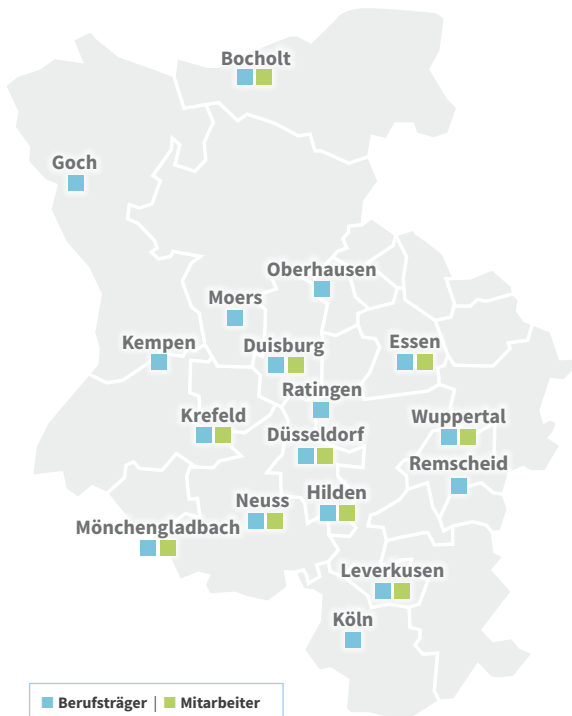 Bocholt
Goch
Oberhausen
Moers
Kempen
Duisburg
Essen
Ratingen
Krefeld
Wuppertal
Düsseldorf
Remscheid
Neuss
Hilden
Mönchengladbach
Leverkusen
Köln
Berufsträger | Mitarbeiter